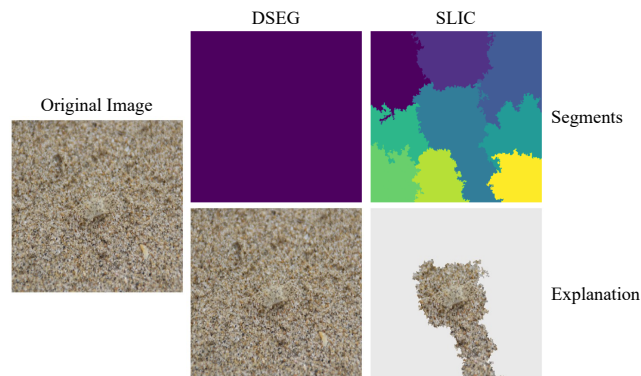 DSEG
SLIC
Original Image
Segments
Explanation